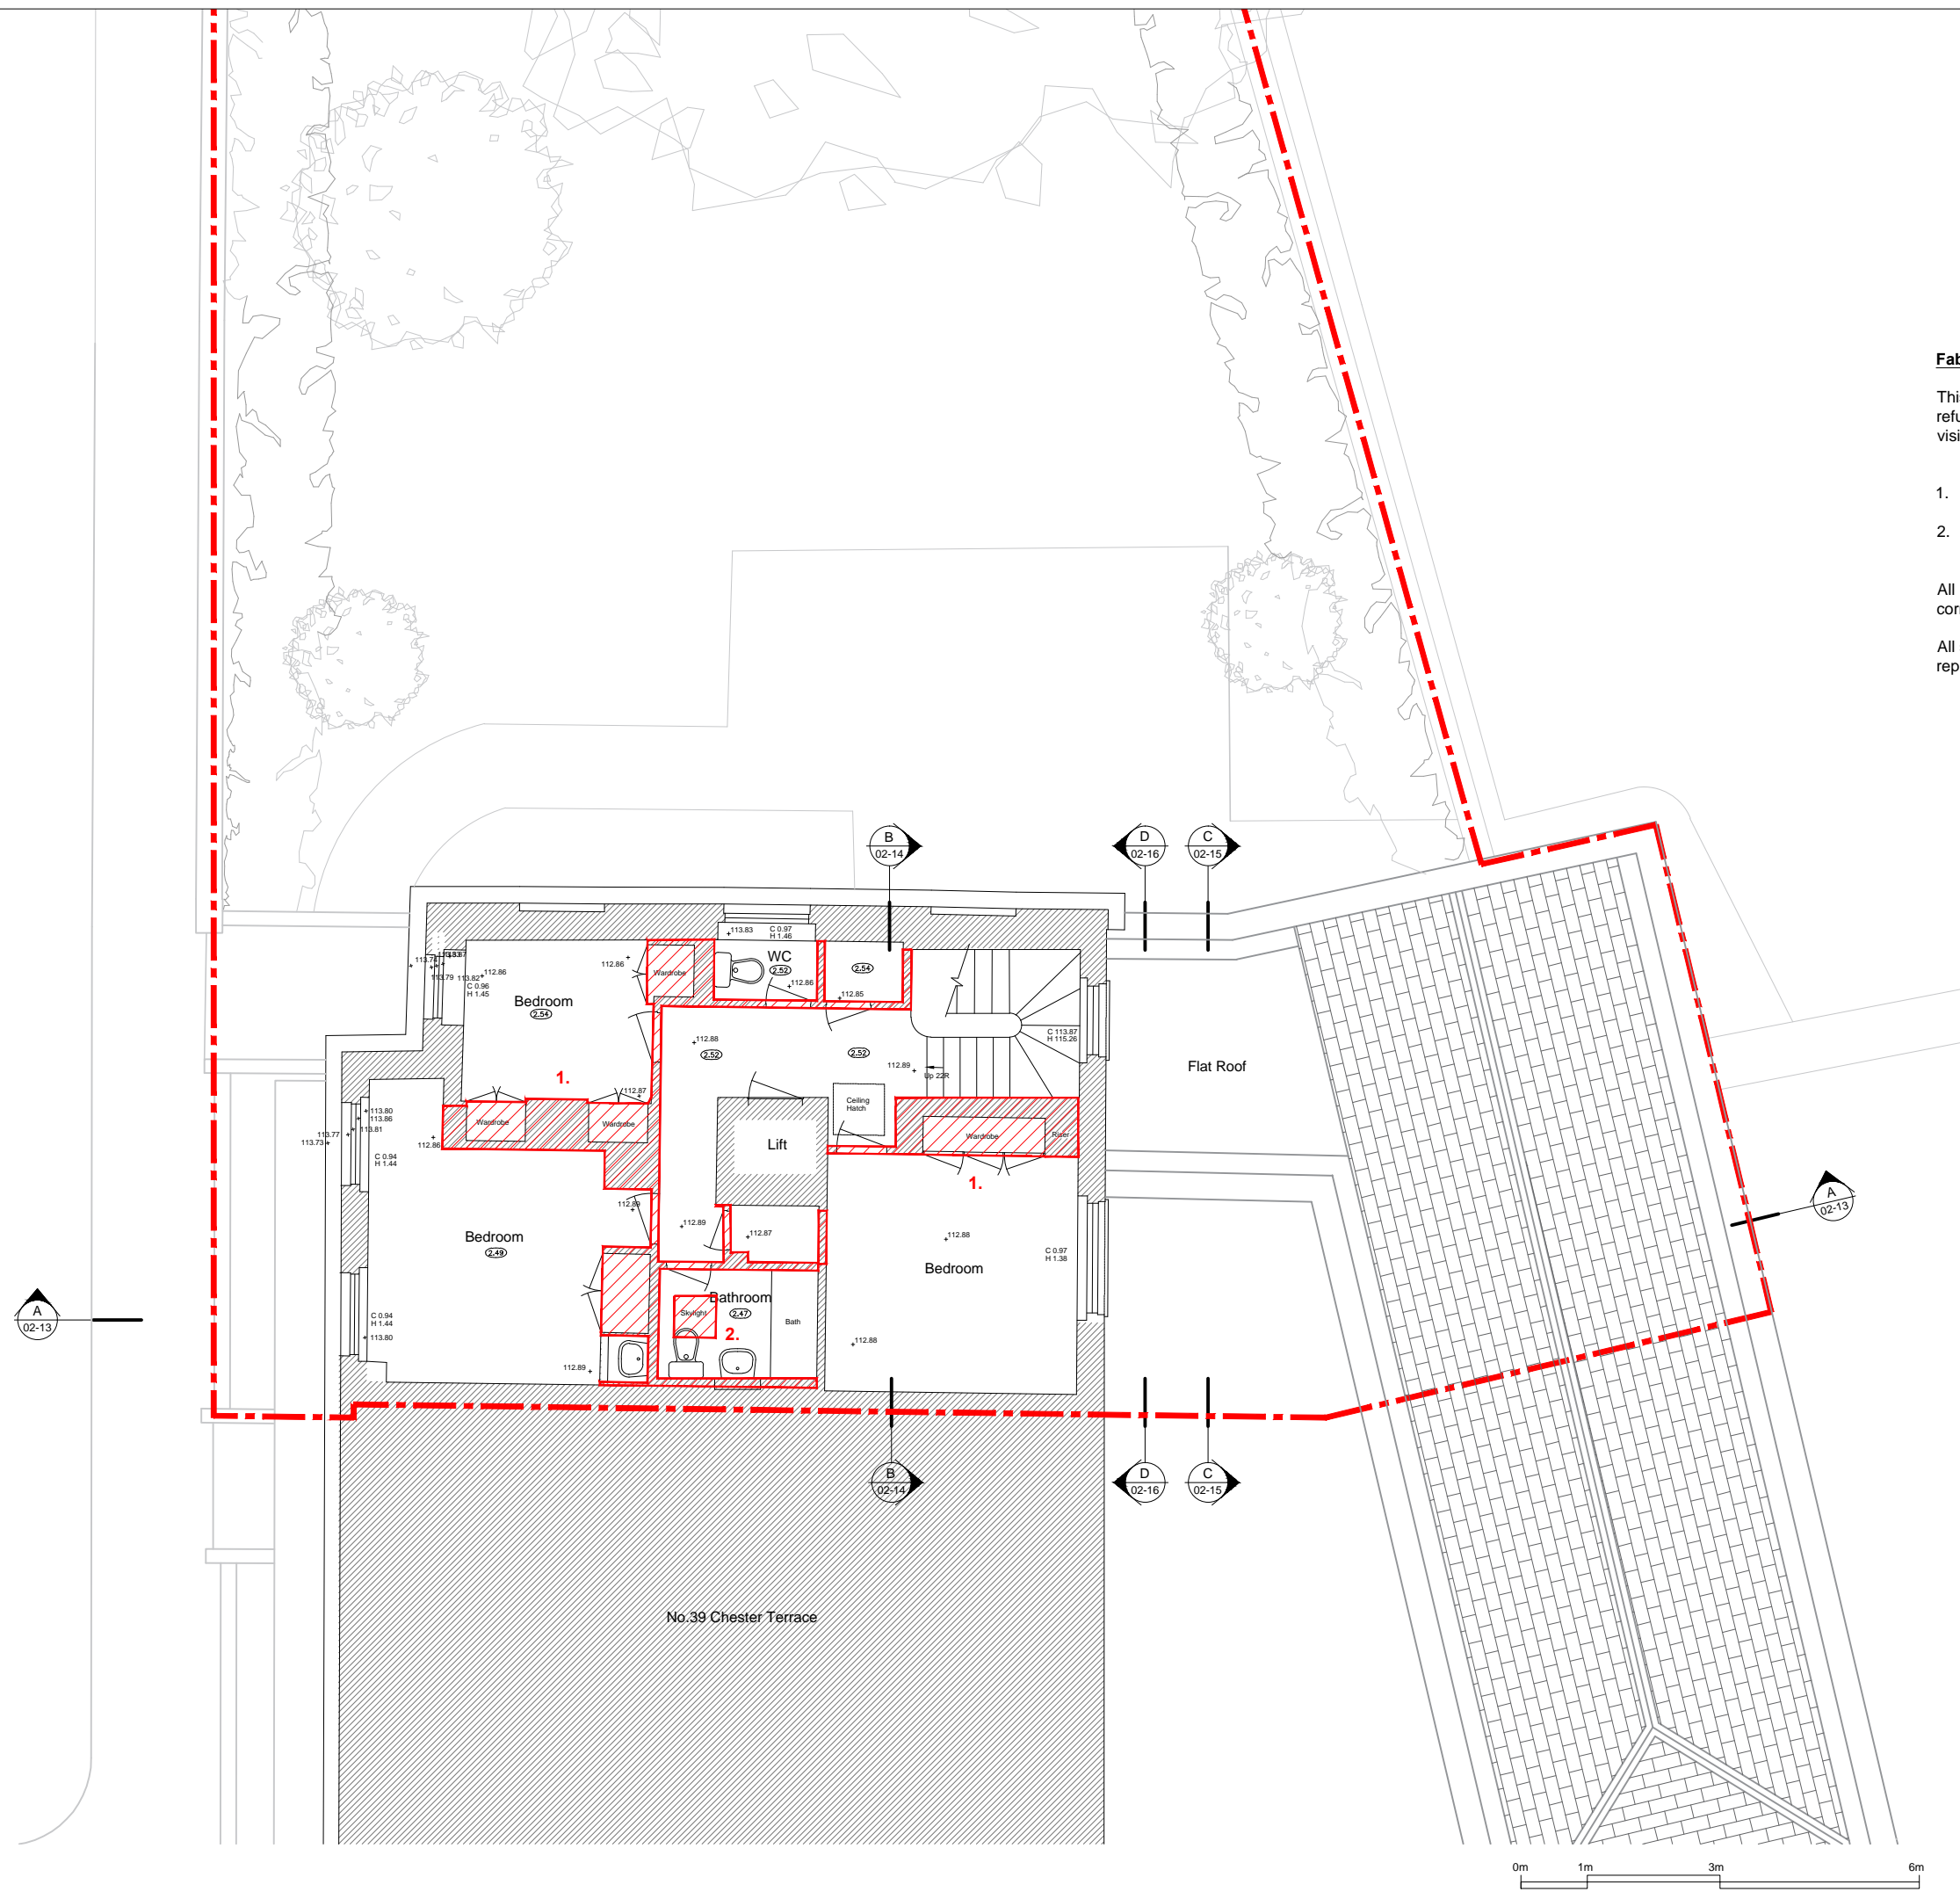 Fab
This
refu
visi
1.
2.
All
cor
All
rep
B
02-14
D
02-16
C
02-15
113.83
C 0.97
H 1.46
WC
2.52
112.86
2.54
112.85
112.86
Wardrobe
113.74
113.79
113.82
112.86
C 0.96
H 1.45
Bedroom
2.54
112.88
2.52
2.52
112.89
Up 22R
C 113.87
H 115.26
Flat Roof
1.
112.87
Wardrobe
Wardrobe
Ceiling
Hatch
Lift
Wardrobe
Riser
1.
113.80
113.86
113.81
113.77
113.73
112.86
C 0.94
H 1.44
112.89
Bedroom
2.49
112.89
112.87
112.88
Bedroom
C 0.97
H 1.38
A
02-13
A
02-13
C 0.94
H 1.44
113.80
Bathroom
2.47
Skylight
2.
Bath
112.88
112.89
B
02-14
D
02-16
C
02-15
No.39 Chester Terrace
0m 1m 3m 6m